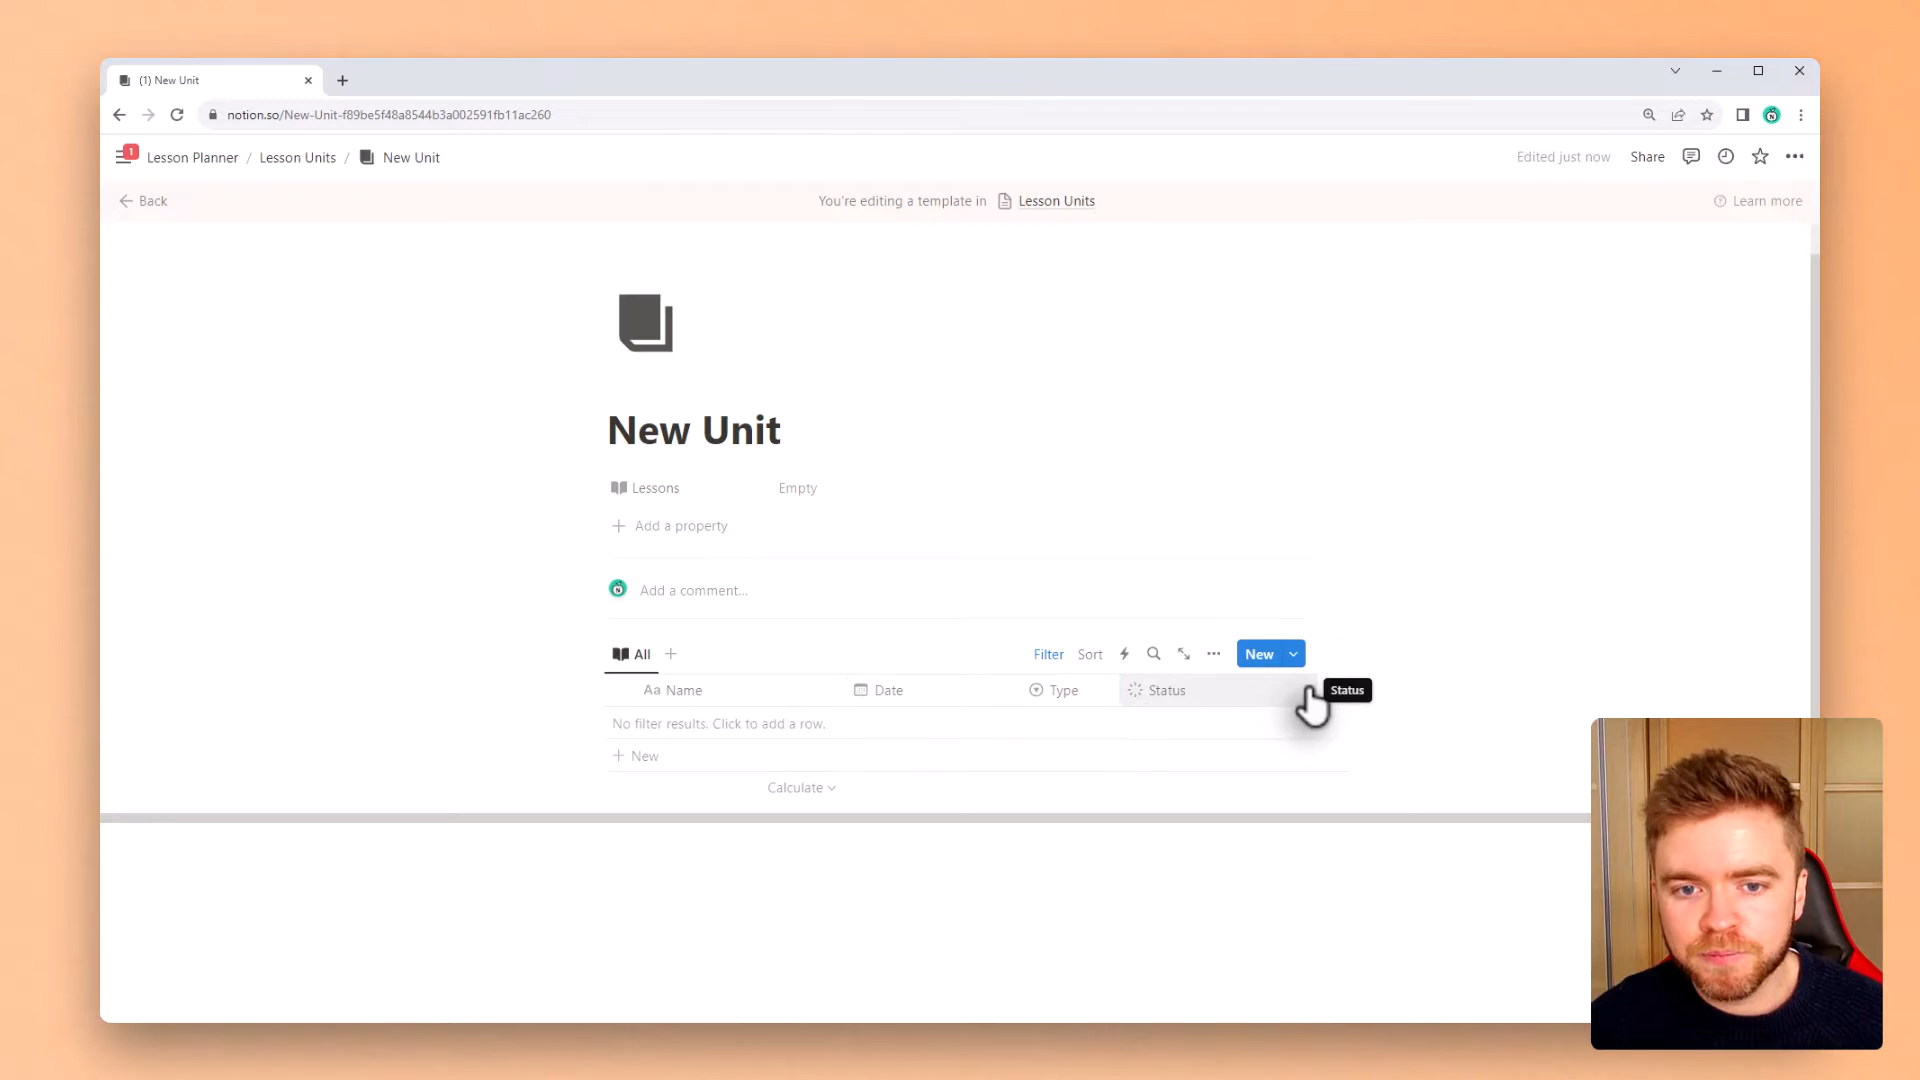 (1) New Unit
notion.so/New-Unit-f89be5f48a8544b3a002591fb11ac260
1
Lesson Planner / Lesson Units / New Unit
Edited just now Share
Back
You're editing a template in Lesson Units
Learn more
New Unit
Lessons Empty
Add a property
N Add a comment...
All
Filter Sort New
Aa Name Date Type Status
Status
No filter results. Click to add a row.
New
Calculate